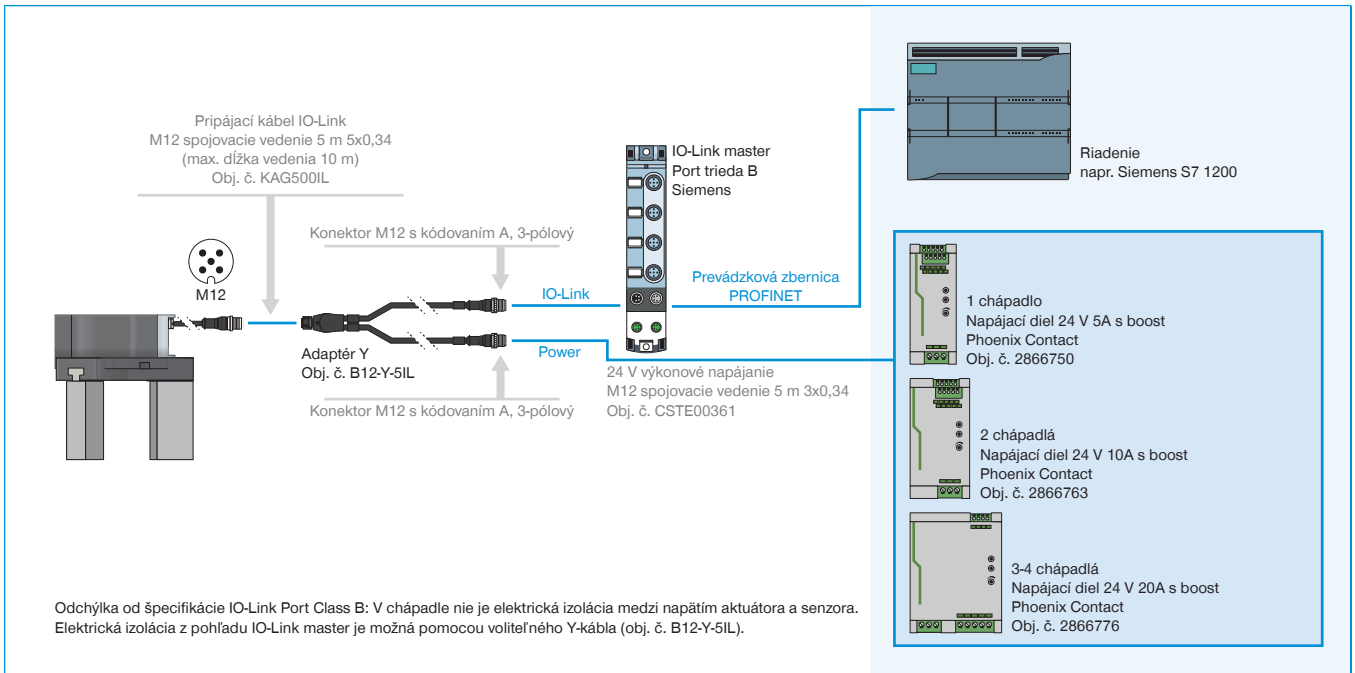 Pripájací kábel IO-Link
M12 spojovacie vedenie 5 m 5x0,34
(max. dĺžka vedenia 10 m)
Obj. č. KAG500IL
M12
Konektor M12 s kódovaním A, 3-pólový
Adaptér Y
Obj. č. B12-Y-5IL
Konektor M12 s kódovaním A, 3-pólový
IO-Link
Power
IO-Link master
Port trieda B
Siemens
24 V výkonové napájanie
M12 spojovacie vedenie 5 m 3x0,34
Obj. č. CSTE00361
Prevádzková zbernica
PROFINET
Riadenie
napr. Siemens S7 1200
1 chápadlo
Napájací diel 24 V 5A s boost
Phoenix Contact
Obj. č. 2866750
2 chápadlá
Napájací diel 24 V 10A s boost
Phoenix Contact
Obj. č. 2866763
3-4 chápadlá
Napájací diel 24 V 20A s boost
Phoenix Contact
Obj. č. 2866776
Odchýlka od špecifikácie IO-Link Port Class B: V chápadle nie je elektrická izolácia medzi napätím aktuátora a senzora.
Elektrická izolácia z pohľadu IO-Link master je možná pomocou voliteľného Y-kábla (obj. č. B12-Y-5IL).